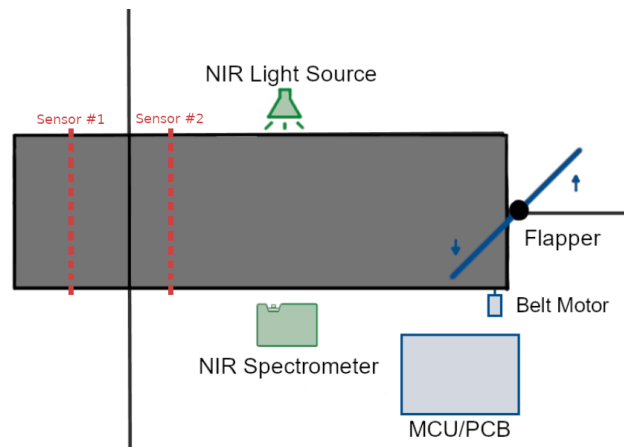 NIR Light Source
Sensor #1
Sensor #2
Flapper
Belt Motor
NIR Spectrometer
MCU/PCB